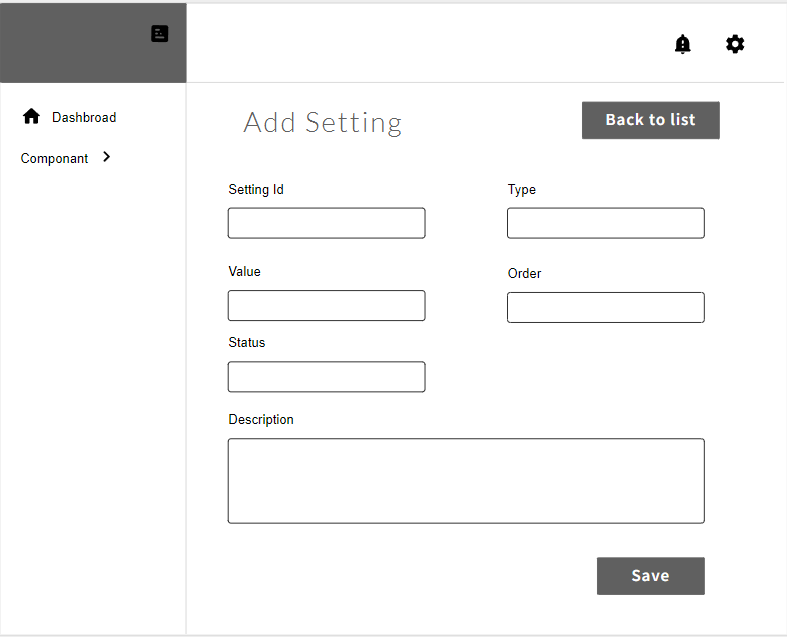 Dashbroad
Componant
Add Setting
Back to list
Setting Id
Type
Value
Order
Status
Description
Save